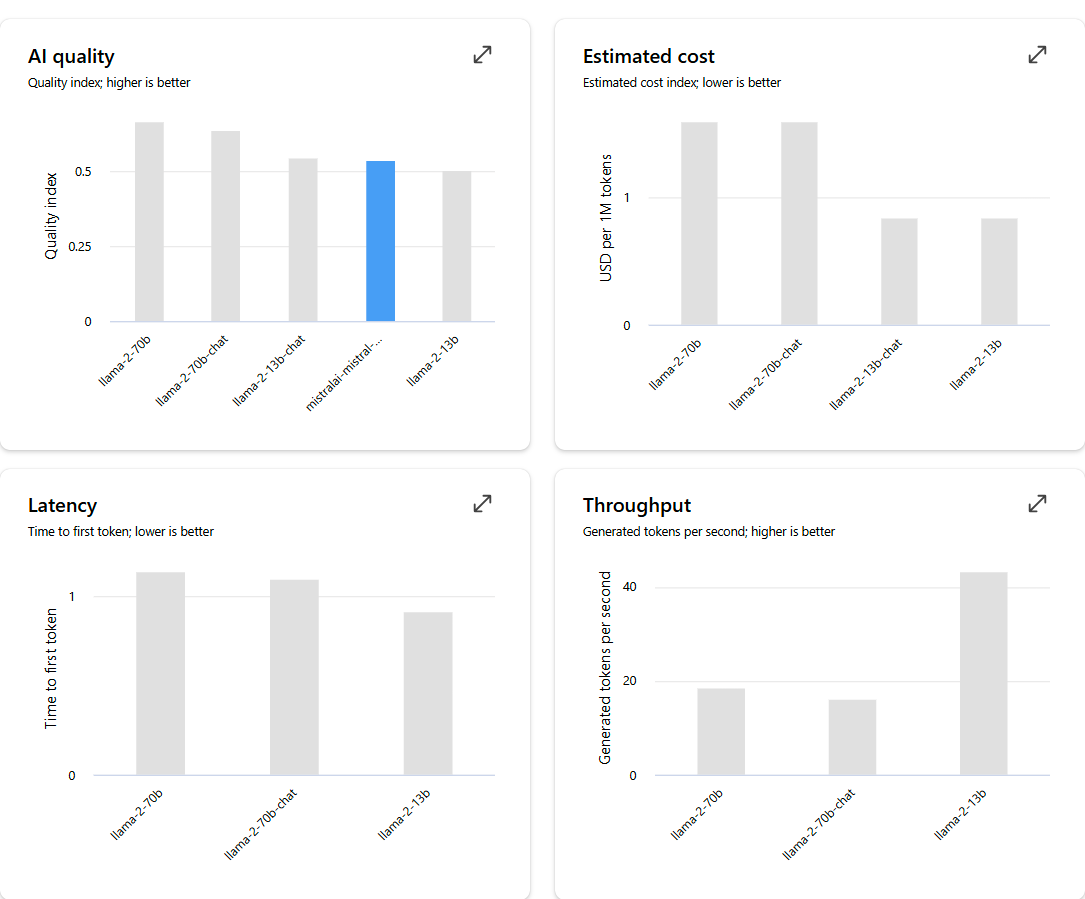 AI quality
Quality index; higher is better
Quality index
0.5
0.25
0
llama-2-70b
llama-2-70b-chat
llama-2-13b-chat
mistralai-mistral-...
llama-2-13b
Estimated cost
Estimated cost index; lower is better
USD per 1M tokens
1
0
llama-2-70b
llama-2-70b-chat
llama-2-13b-chat
llama-2-13b
Latency
Time to first token; lower is better
Time to first token
1
0
llama-2-70b
llama-2-70b-chat
llama-2-13b
Throughput
Generated tokens per second; higher is better
Generated tokens per second
40
20
0
llama-2-70b
llama-2-70b-chat
llama-2-13b